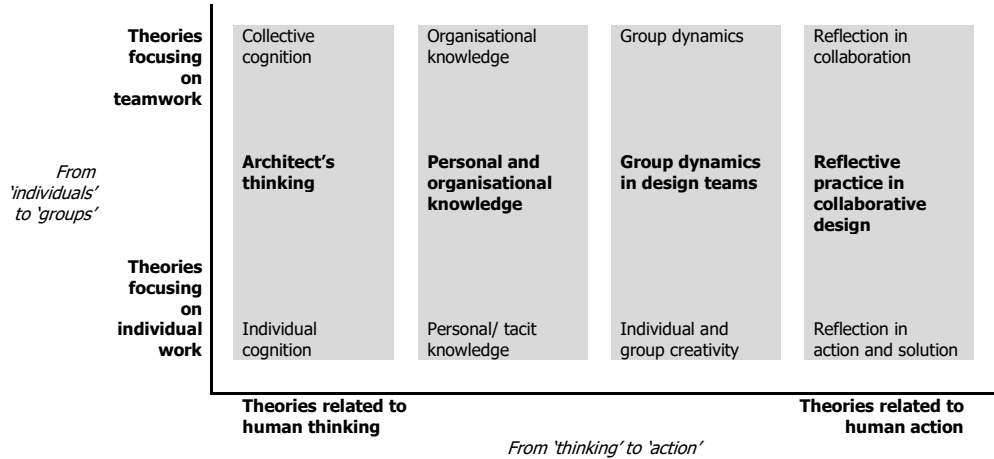 Theories
focusing
on
teamwork
Collective
cognition
Organisational
knowledge
Group dynamics
Reflection in
collaboration
From
‘individuals’
to ‘groups’
Architect’s
thinking
Personal and
organisational
knowledge
Group dynamics
in design teams
Reflective
practice in
collaborative
design
Theories
focusing
on
individual
work
Individual
cognition
Personal/ tacit
knowledge
Individual and
group creativity
Reflection in
action and solution
Theories related to
human thinking
Theories related to
human action
From ‘thinking’ to ‘action’